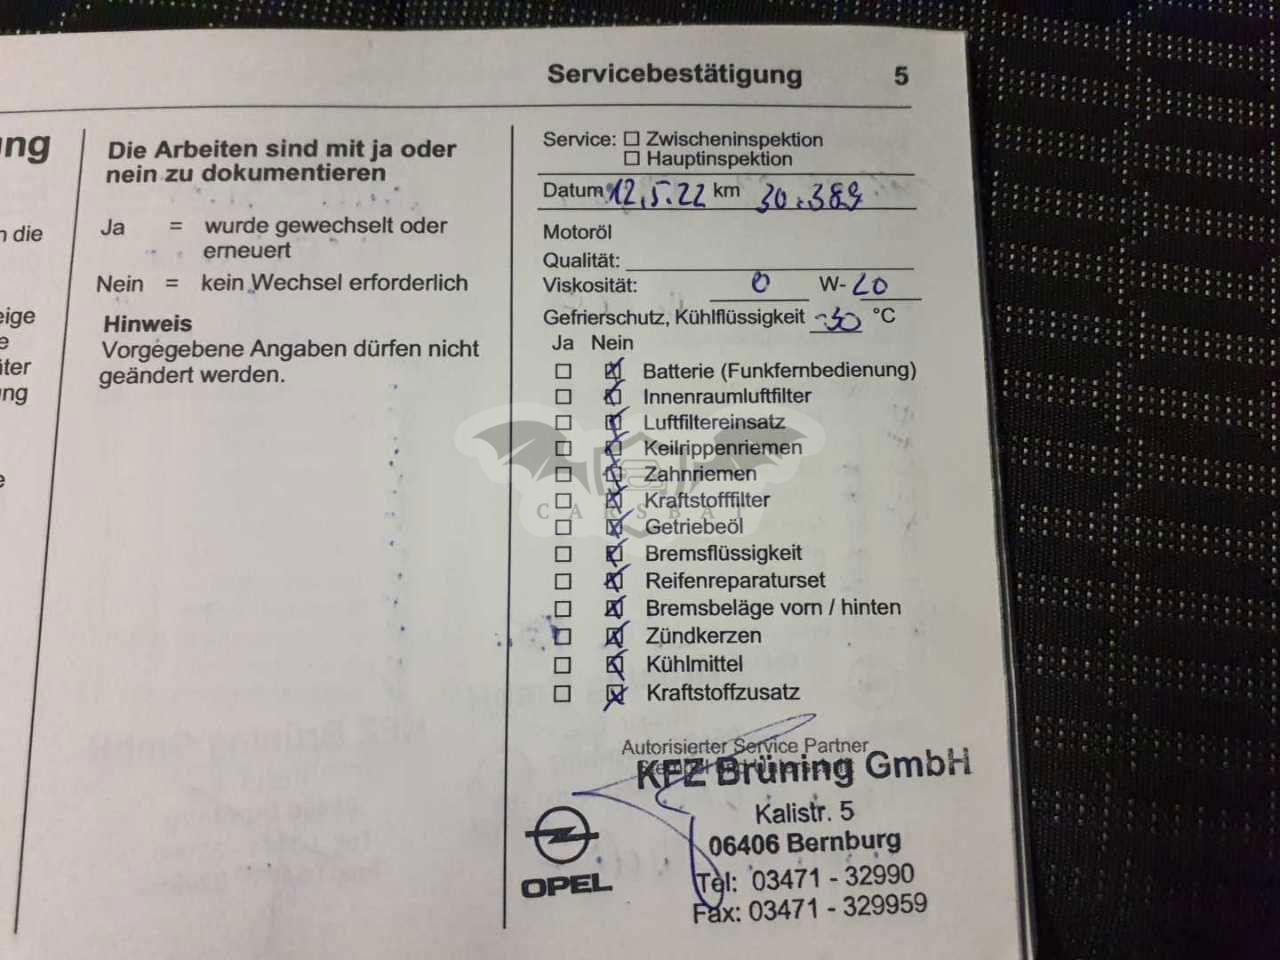 Servicebestätigung 5
ng
n die
eige
e
iter
ng
e
Die Arbeiten sind mit ja oder
nein zu dokumentieren
Ja = wurde gewechselt oder
erneuert
Nein = kein Wechsel erforderlich
Hinweis
Vorgegebene Angaben dürfen nicht
geändert werden.
Service: ☐ Zwischeninspektion
☐ Hauptinspektion
Datum 12.5.22 km 30.389
Motoröl
Qualität:
Viskosität: 0 W-20
Gefrierschutz, Kühlflüssigkeit -30 °C
Ja Nein
☐ ☒ Batterie (Funkfernbedienung)
☐ ☒ Innenraumluftfilter
☐ ☒ Luftfiltereinsatz
☐ ☒ Keilrippenriemen
☐ ☒ Zahnriemen
☐ ☒ Kraftstofffilter
☐ ☒ Getriebeöl
☐ ☒ Bremsflüssigkeit
☐ ☒ Reifenreparaturset
☐ ☒ Bremsbeläge vorn / hinten
☐ ☒ Zündkerzen
☐ ☒ Kühlmittel
☐ ☒ Kraftstoffzusatz
CARSBAT
Autorisierter Service Partner
KFZ Brüning GmbH
Kalistr. 5
06406 Bernburg
Tel: 03471 - 32990
Fax: 03471 - 329959
OPEL